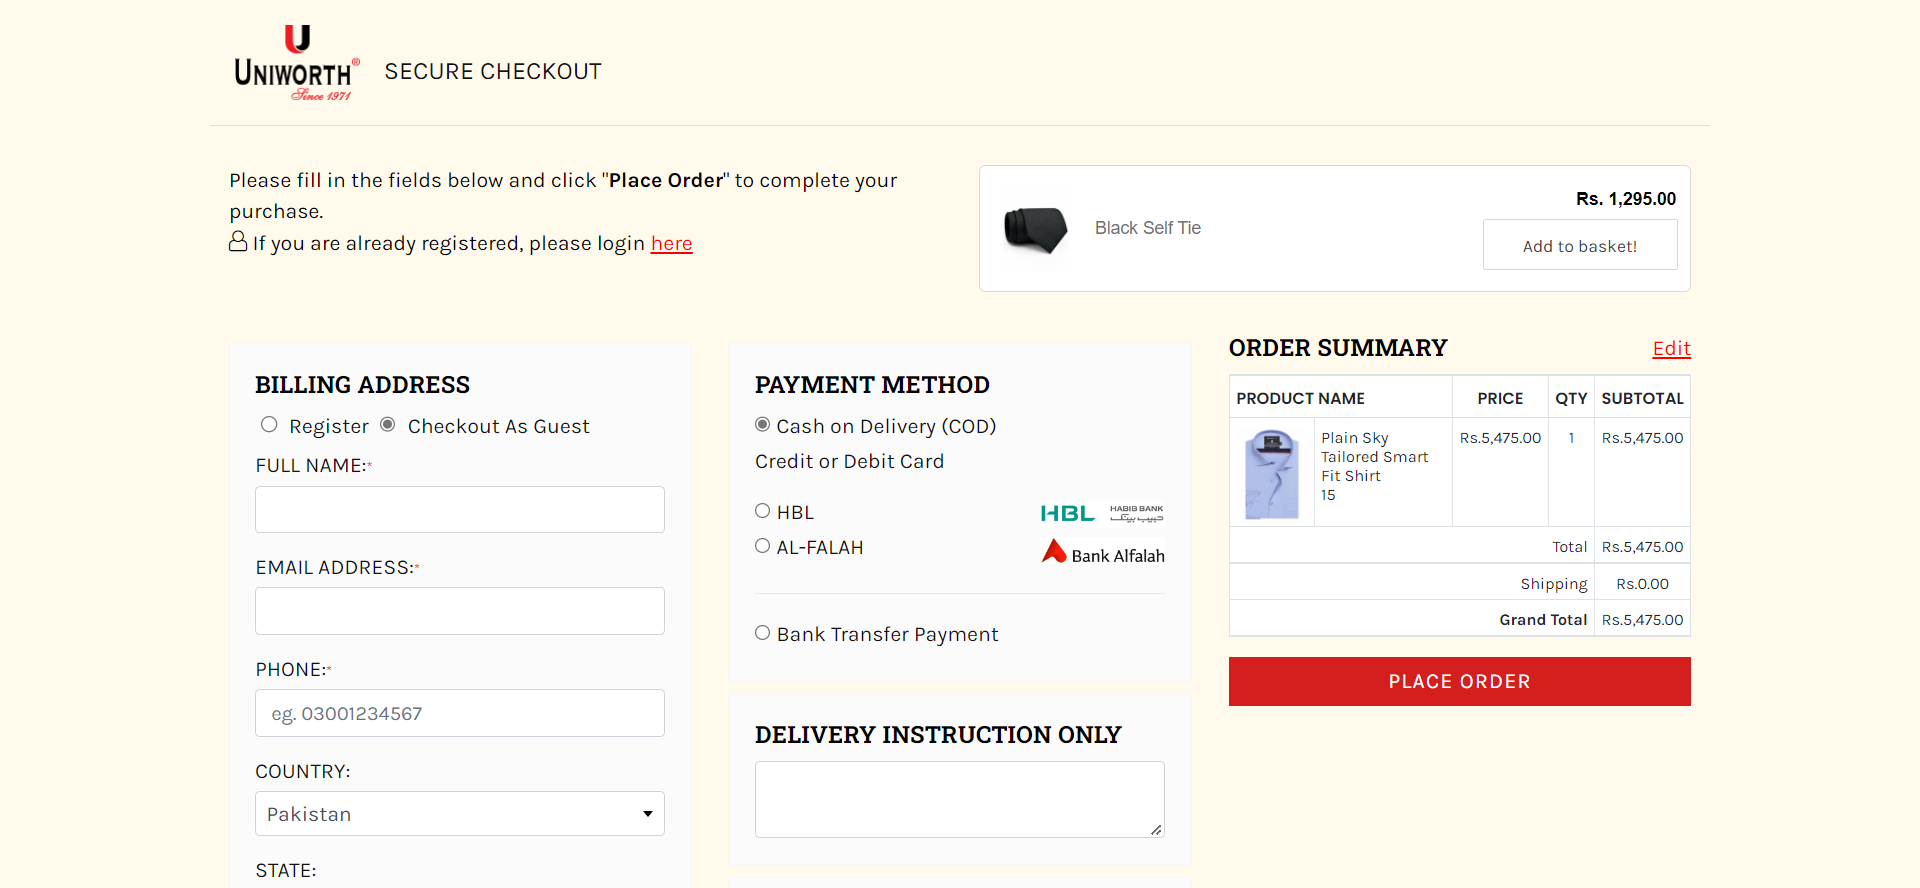 UNIWORTH®
Since 1971
SECURE CHECKOUT
Please fill in the fields below and click "Place Order" to complete your
purchase.
If you are already registered, please login here
Rs. 1,295.00
Black Self Tie
Add to basket!
BILLING ADDRESS
Register Checkout As Guest
FULL NAME:*
EMAIL ADDRESS:*
PHONE:*
eg. 03001234567
COUNTRY:
Pakistan
STATE:
PAYMENT METHOD
Cash on Delivery (COD)
Credit or Debit Card
HBL HBL HABIB BANK
حبیب بینک
AL-FALAH Bank Alfalah
Bank Transfer Payment
DELIVERY INSTRUCTION ONLY
ORDER SUMMARY Edit
PRODUCT NAME PRICE QTY SUBTOTAL
Plain Sky Rs.5,475.00 1 Rs.5,475.00
Tailored Smart
Fit Shirt
15
Total Rs.5,475.00
Shipping Rs.0.00
Grand Total Rs.5,475.00
PLACE ORDER